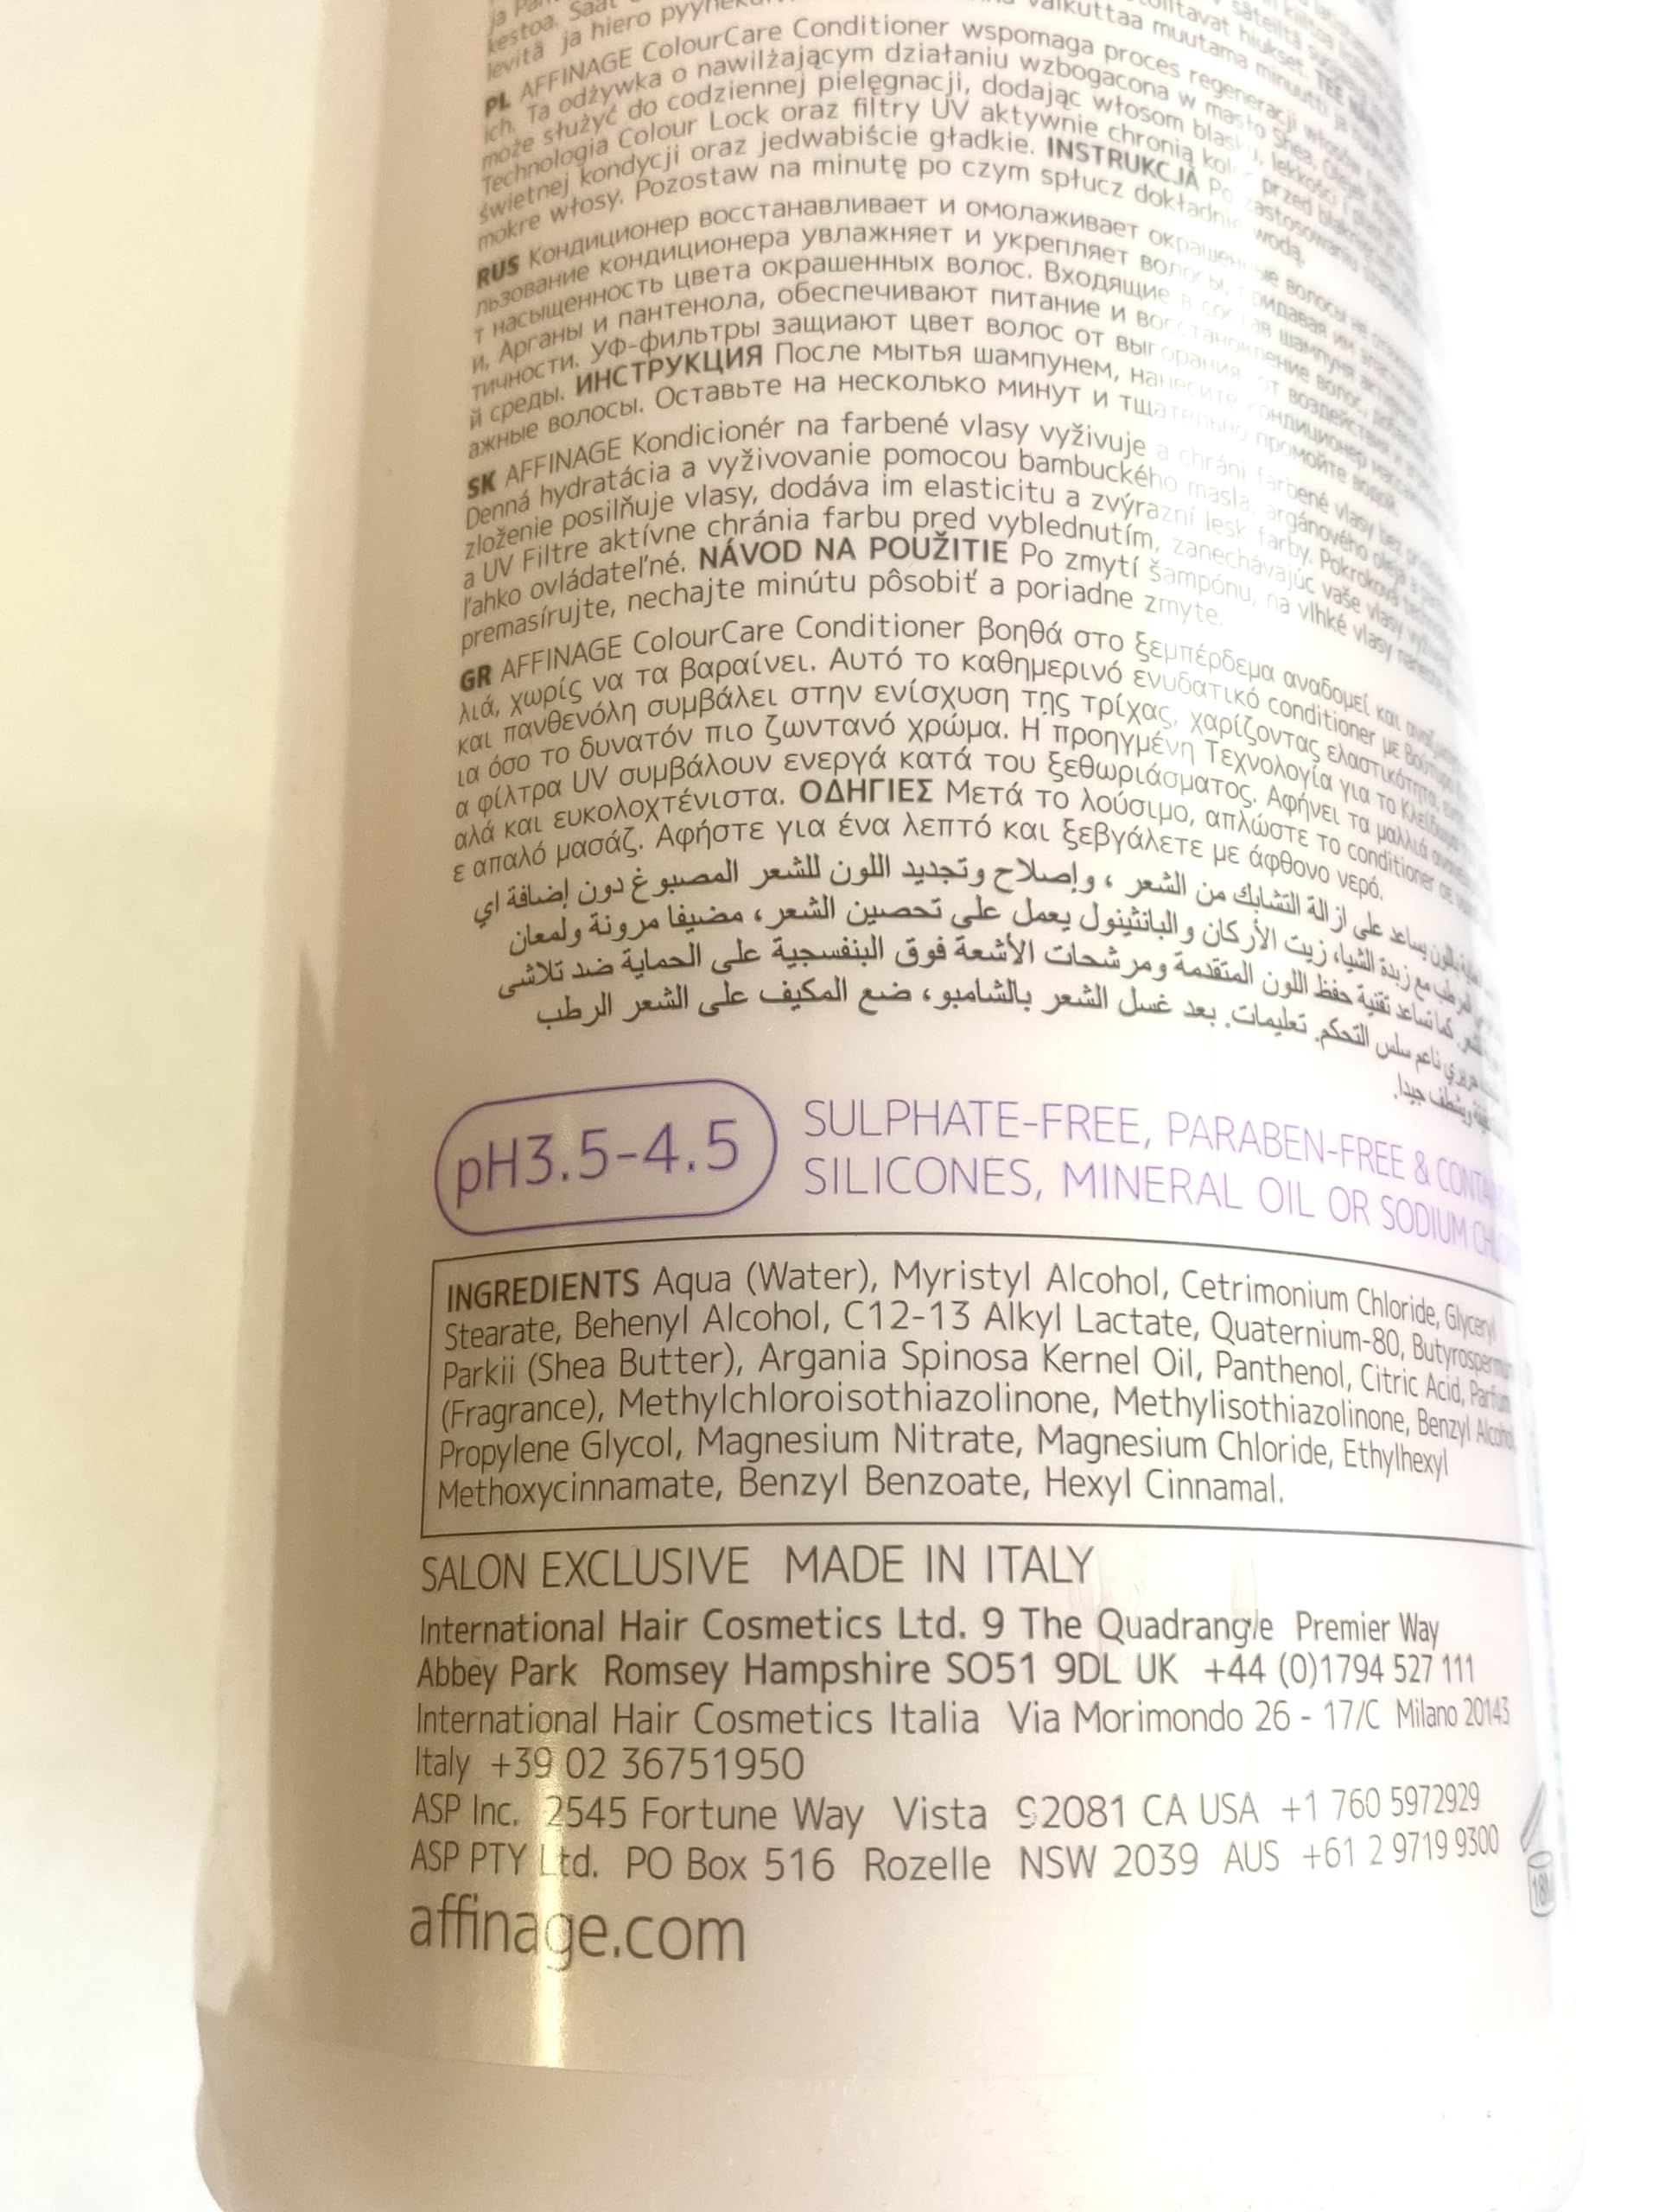 levitä ja hiero
PL AFFINAGE ColourCare Conditioner wspomaga proces regeneracji
ich. Ta odżywka o nawilżającym działaniu wzbogacona w masło Shea,
może służyć do codziennej pielęgnacji, dodając włosom lekkości i
Technologia Colour Lock oraz filtry UV aktywnie chronią przed
świetnej kondycji oraz jedwabiście gładkie. INSTRUKCJA Po zastosowaniu
mokre włosy. Pozostaw na minutę po czym spłucz dokładnie wodą.
RUS Кондиционер восстанавливает и омолаживает окрашенные волосы не
льзование кондиционера увлажняет и укрепляет волосы, придавая им
т насыщенность цвета окрашенных волос. Входящие в состав шампуня
и, Арганы и пантенола, обеспечивают питание и восстановление волос,
тичности. Уф-фильтры защиают цвет волос от выгорания, от воздействия
й среды. ИНСТРУКЦИЯ После мытья шампунем, нанесите кондиционер
ажные волосы. Оставьте на несколько минут и тщательно промойте водой.
SK AFFINAGE Kondicionér na farbené vlasy vyživuje a chráni farbené vlasy bez
Denná hydratácia a vyživovanie pomocou bambuckého masla, argánového oleja a
zloženie posilňuje vlasy, dodáva im elasticitu a zvýrazní lesk farby. Pokroková
a UV Filtre aktívne chránia farbu pred vyblednutím, zanechávajúc vaše vlasy
ľahko ovládateľné. NÁVOD NA POUŽITIE Po zmytí šampónu, na vlhké vlasy naneste
premasírujte, nechajte minútu pôsobiť a poriadne zmyte.
GR AFFINAGE ColourCare Conditioner βοηθά στο ξεμπέρδεμα αναδομεί και
λιά, χωρίς να τα βαραίνει. Αυτό το καθημερινό ενυδατικό conditioner με
και πανθενόλη συμβάλει στην ενίσχυση της τρίχας, χαρίζοντας ελαστικότητα,
ια όσο το δυνατόν πιο ζωντανό χρώμα. Η προηγμένη Τεχνολογία για το
α φίλτρα UV συμβάλουν ενεργά κατά του ξεθωριάσματος. Αφήνει τα μαλλιά
αλά και ευκολοχτένιστα. ΟΔΗΓΙΕΣ Μετά το λούσιμο, απλώστε το conditioner σε
ε απαλό μασάζ. Αφήστε για ένα λεπτό και ξεβγάλετε με άφθονο νερό.
يساعد على ازالة التشابك من الشعر ، وإصلاح وتجديد اللون للشعر المصبوغ دون إضافة اي
مع زبدة الشيا، زيت الأركان والبانثينول يعمل على تحصين الشعر، مضيفا مرونة ولمعان
كما تساعد تقنية حفظ اللون المتقدمة ومرشحات الأشعة فوق البنفسجية على الحماية ضد تلاشى
ناعم سلس التحكم. تعليمات. بعد غسل الشعر بالشامبو، ضع المكيف على الشعر الرطب
ويشطف جيدا.
pH3.5-4.5
SULPHATE-FREE, PARABEN-FREE &
SILICONES, MINERAL OIL OR SODIUM
INGREDIENTS Aqua (Water), Myristyl Alcohol, Cetrimonium Chloride, Glyceryl
Stearate, Behenyl Alcohol, C12-13 Alkyl Lactate, Quaternium-80, Butyrospermum
Parkii (Shea Butter), Argania Spinosa Kernel Oil, Panthenol, Citric Acid, Parfum
(Fragrance), Methylchloroisothiazolinone, Methylisothiazolinone, Benzyl Alcohol,
Propylene Glycol, Magnesium Nitrate, Magnesium Chloride, Ethylhexyl
Methoxycinnamate, Benzyl Benzoate, Hexyl Cinnamal.
SALON EXCLUSIVE MADE IN ITALY
International Hair Cosmetics Ltd. 9 The Quadrangle Premier Way
Abbey Park Romsey Hampshire SO51 9DL UK +44 (0)1794 527 111
International Hair Cosmetics Italia Via Morimondo 26 - 17/C Milano 20143
Italy +39 02 36751950
ASP Inc. 2545 Fortune Way Vista 92081 CA USA +1 760 5972929
ASP PTY Ltd. PO Box 516 Rozelle NSW 2039 AUS +61 2 9719 9300
18M
affinage.com